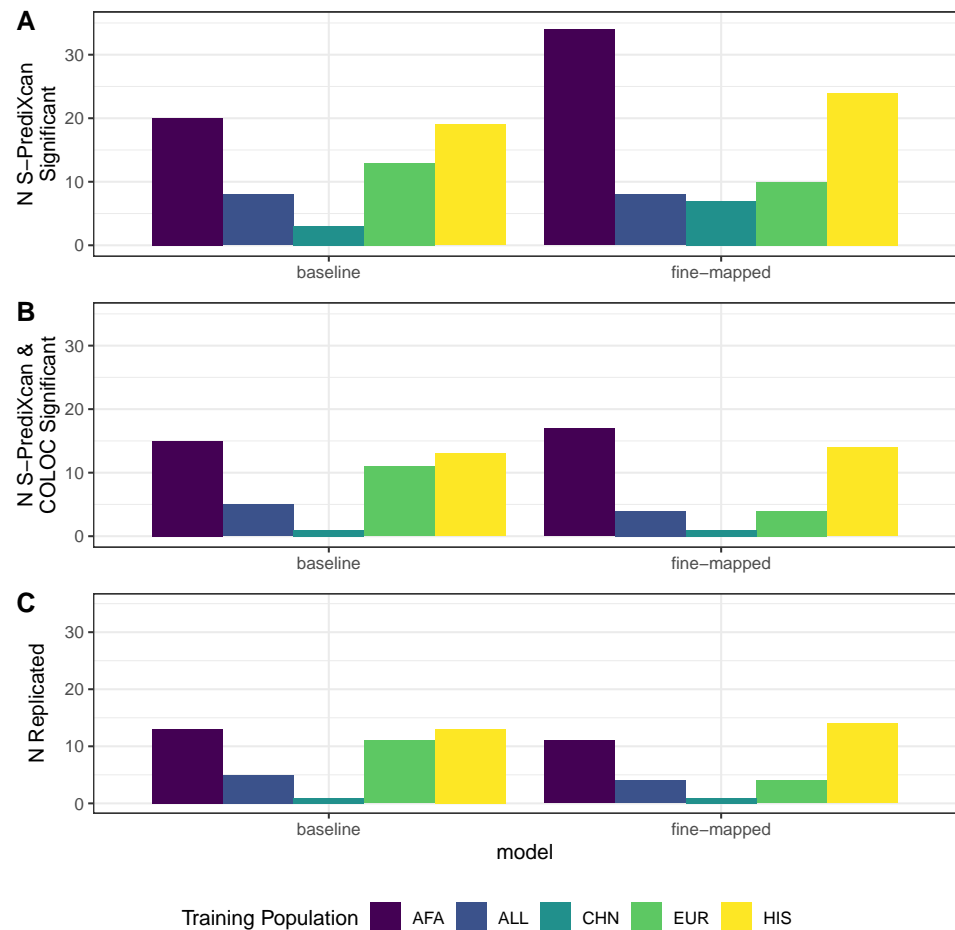 A
N S−PrediXcan
Significant
30
20
10
0
baseline fine−mapped
B
N S−PrediXcan &
COLOC Significant
30
20
10
0
baseline fine−mapped
C
N Replicated
30
20
10
0
baseline fine−mapped
model
Training Population AFA ALL CHN EUR HIS